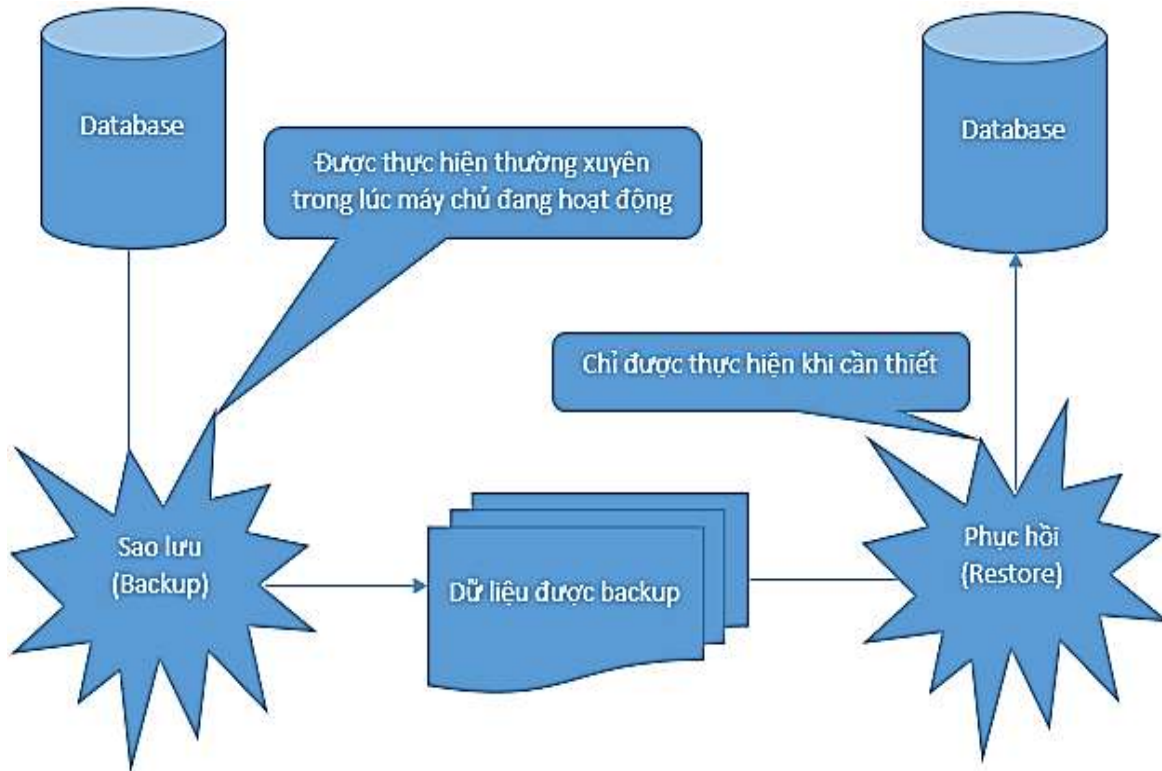 Database
Database
Được thực hiện thường xuyên
trong lúc máy chủ đang hoạt động
Chỉ được thực hiện khi cần thiết
Sao lưu
(Backup)
Dữ liệu được backup
Phục hồi
(Restore)